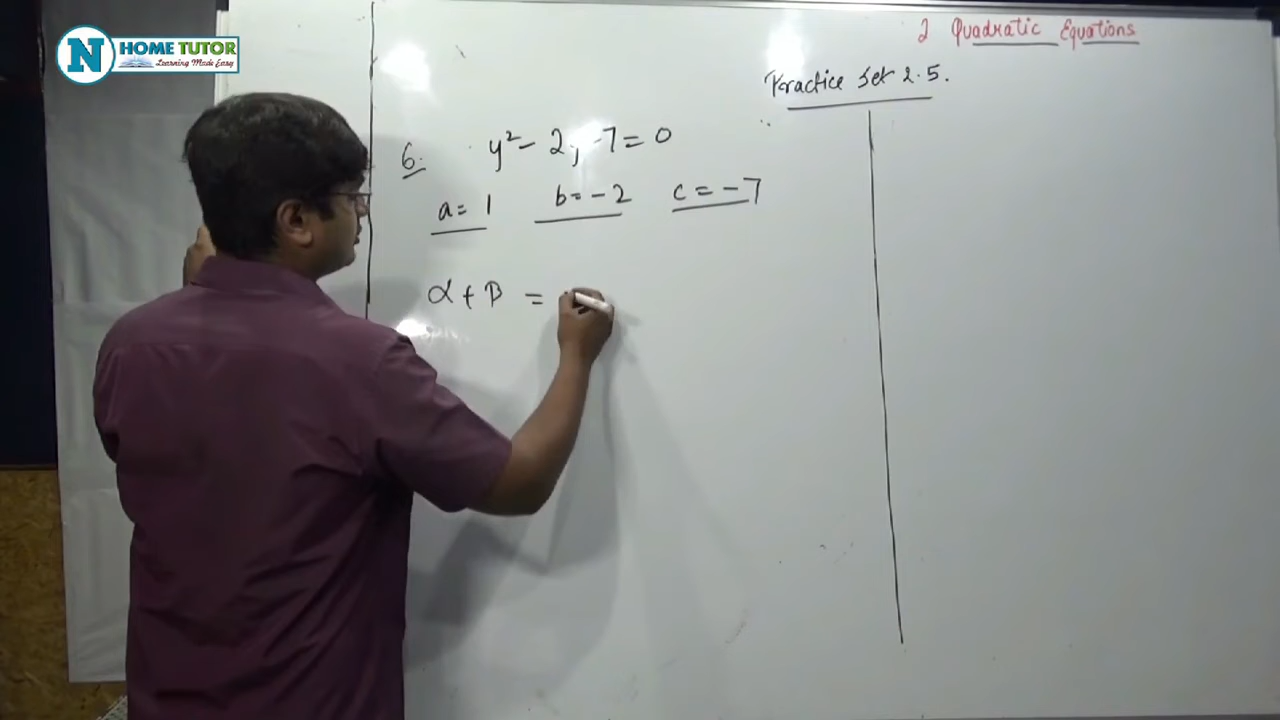 N HOME TUTOR
Learning Made Easy
2 Quadratic Equations
Practice Set 2.5.
6. y² - 2y - 7 = 0
a = 1 b = -2 c = -7
α + β =